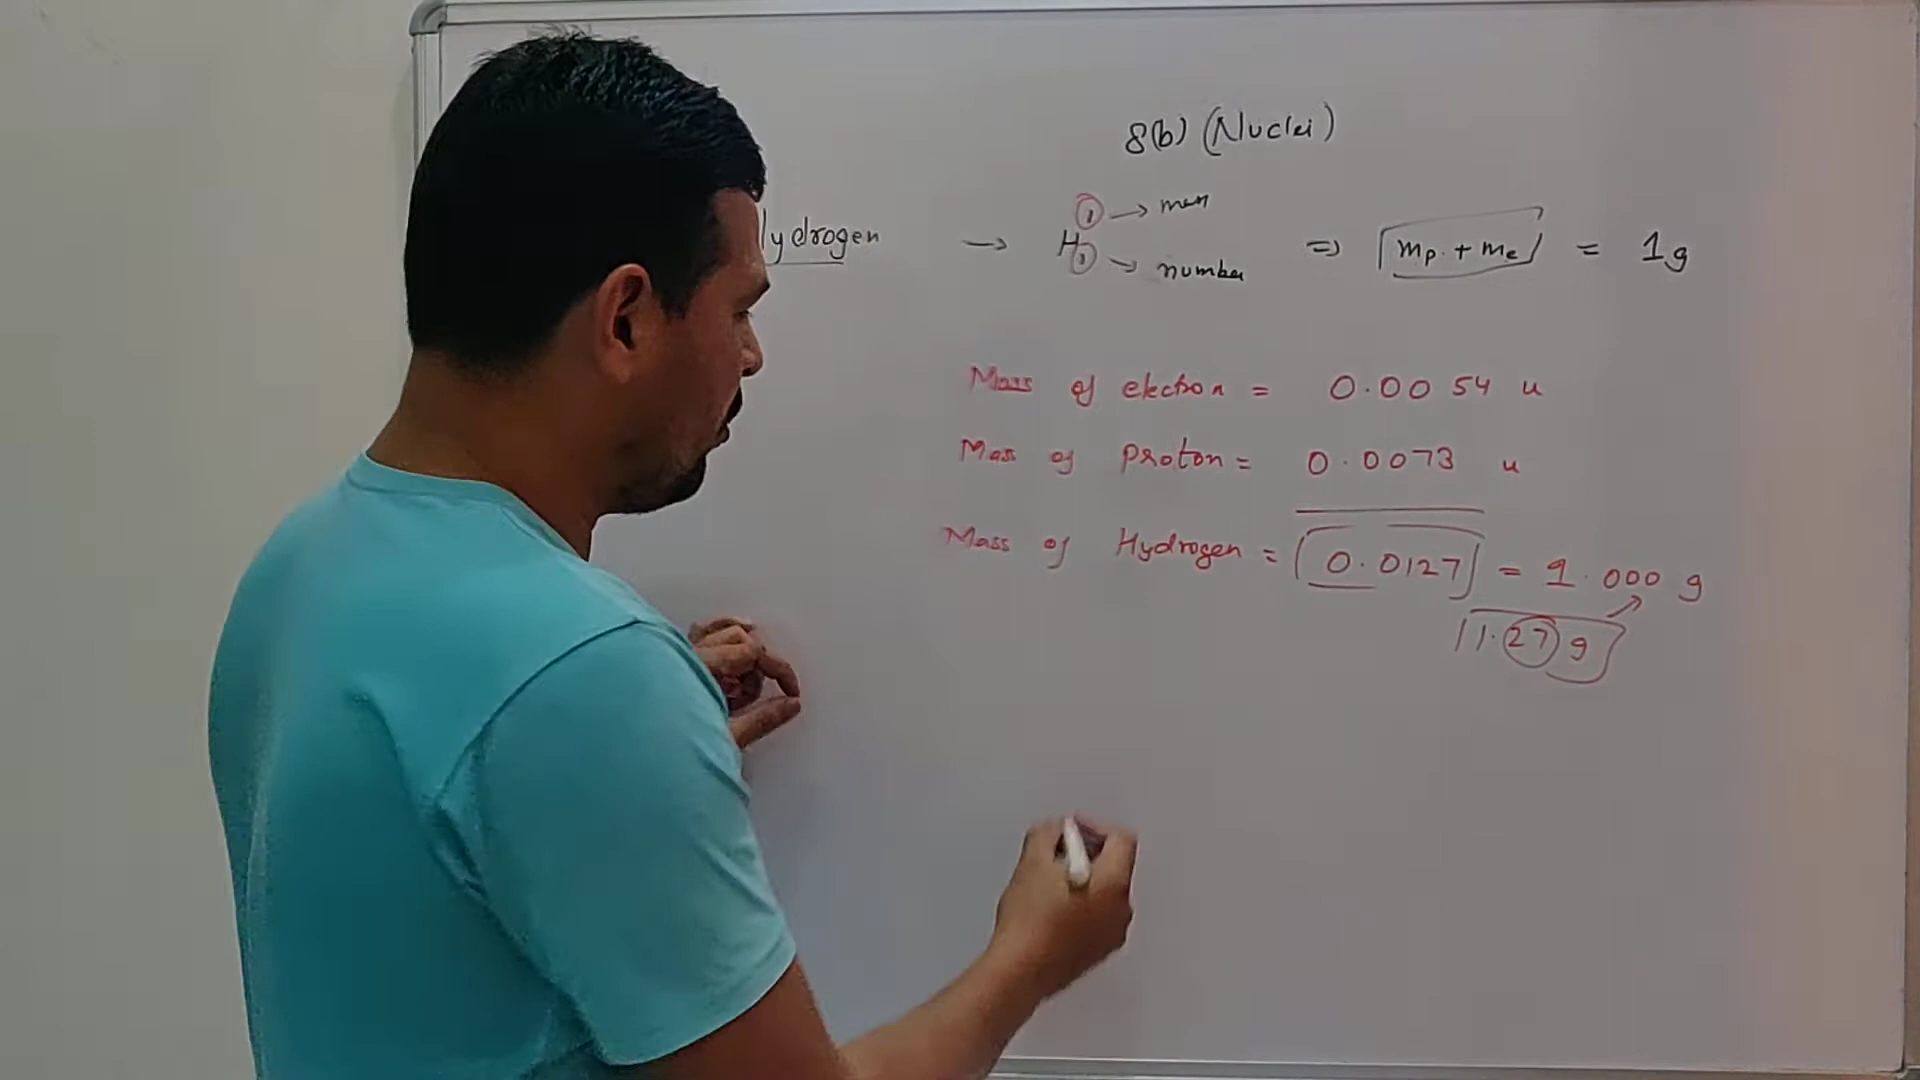 8(b) (Nuclei)
ydrogen → H 1 → mass 1 → number ⇒ mp + me = 1g
Mass of electron = 0.0054 u
Mass of Proton = 0.0073 u
Mass of Hydrogen = 0.0127 = 1.000 g
1.27 g